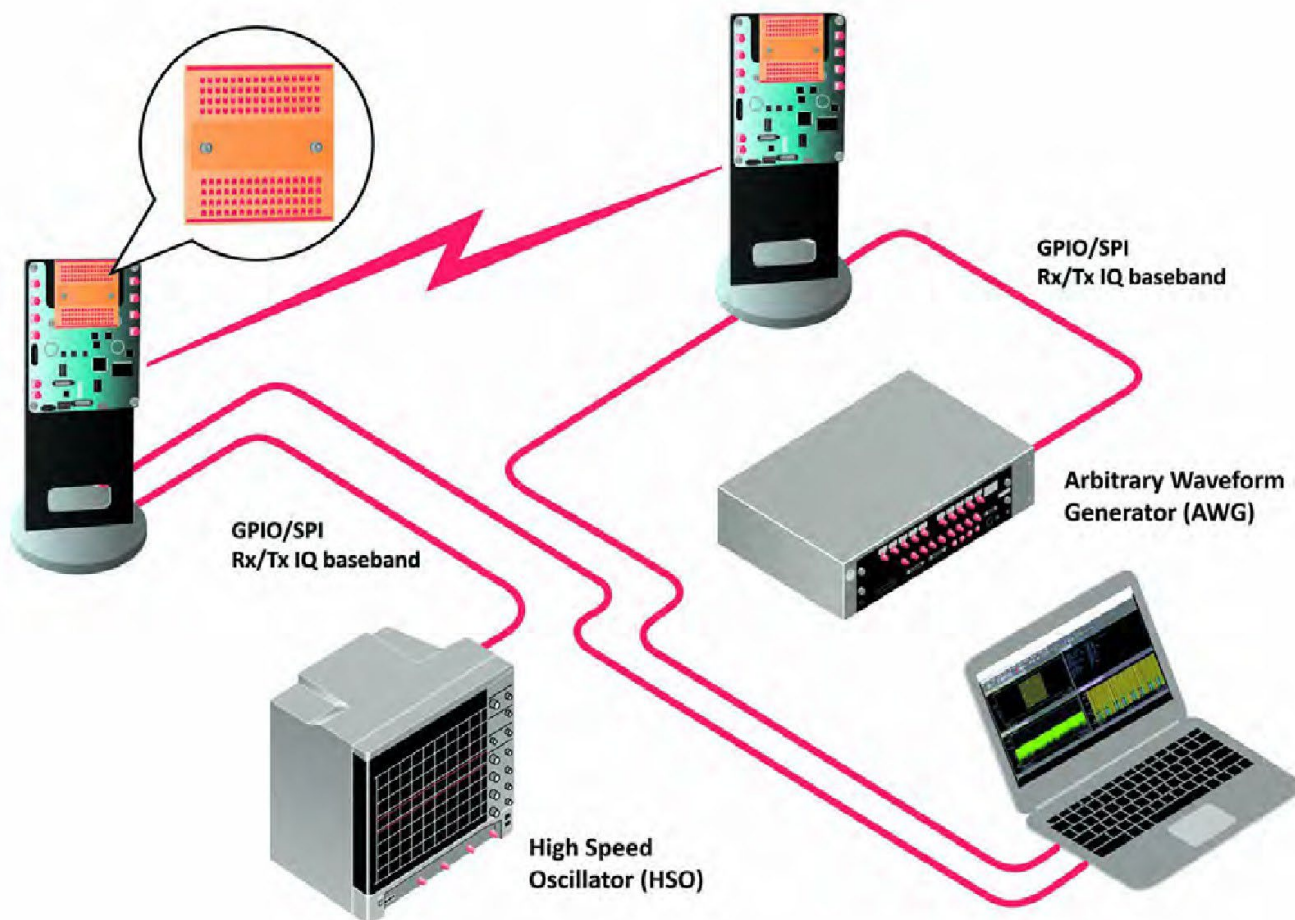 GPIO/SPI
Rx/Tx IQ baseband
Arbitrary Waveform
Generator (AWG)
GPIO/SPI
Rx/Tx IQ baseband
High Speed
Oscillator (HSO)